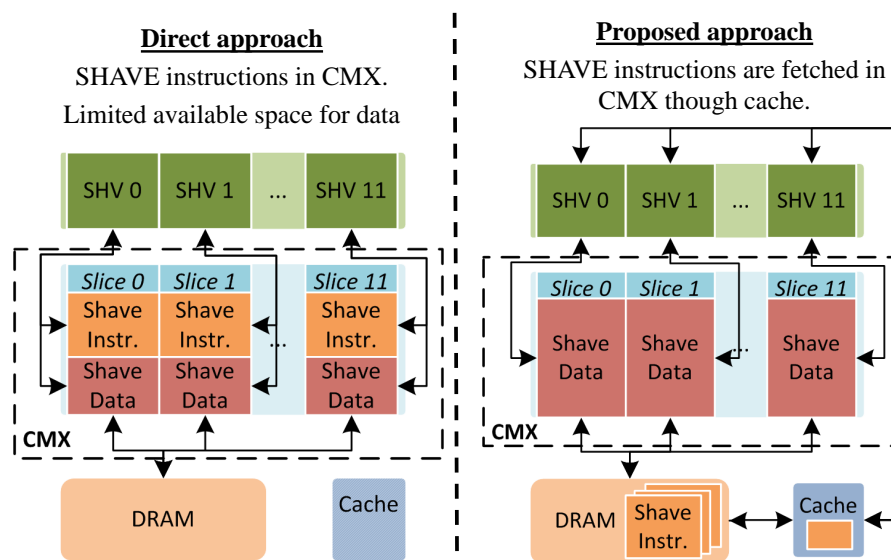 Direct approach
SHAVE instructions in CMX.
Limited available space for data
SHV 0 SHV 1 ... SHV 11
Slice 0 Slice 1 Slice 11
Shave Instr. Shave Instr. ... Shave Instr.
Shave Data Shave Data Shave Data
CMX
DRAM
Cache
Proposed approach
SHAVE instructions are fetched in
CMX though cache.
SHV 0 SHV 1 ... SHV 11
Slice 0 Slice 1 Slice 11
Shave Data Shave Data ... Shave Data
CMX
DRAM
Shave
Instr.
Cache